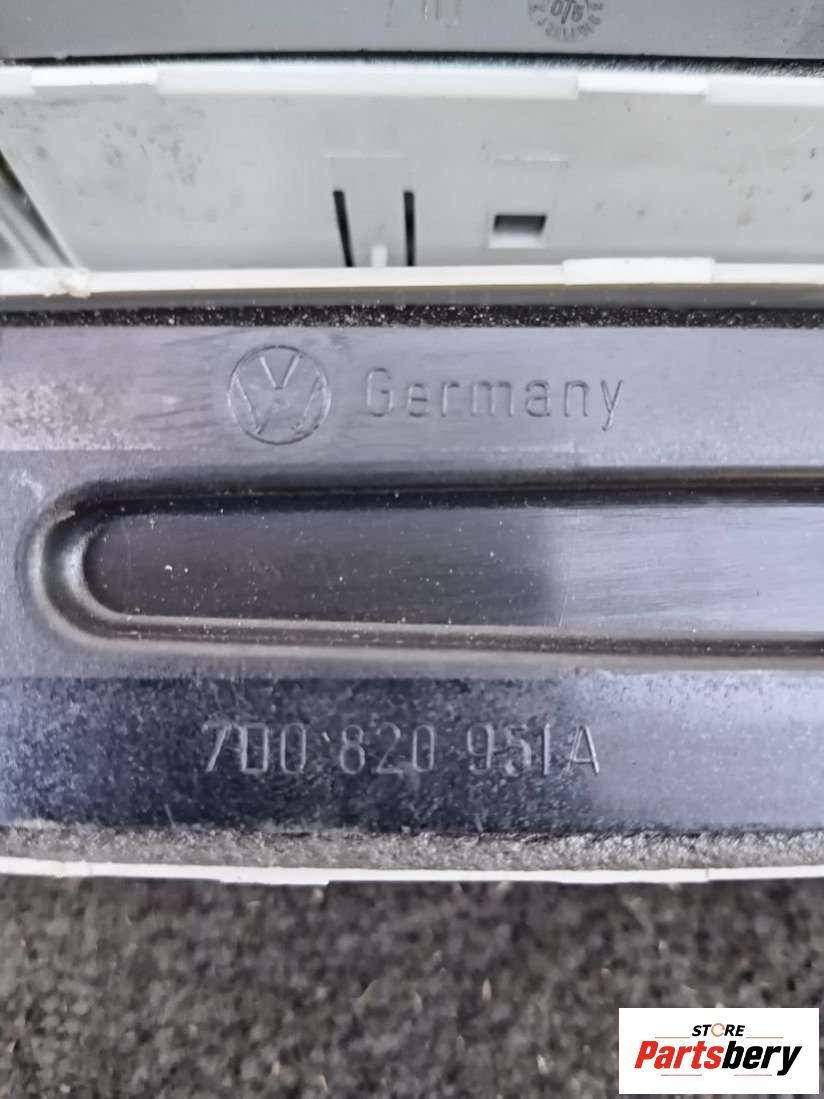 Germany
7D0 820 951A
STORE
Partsbery